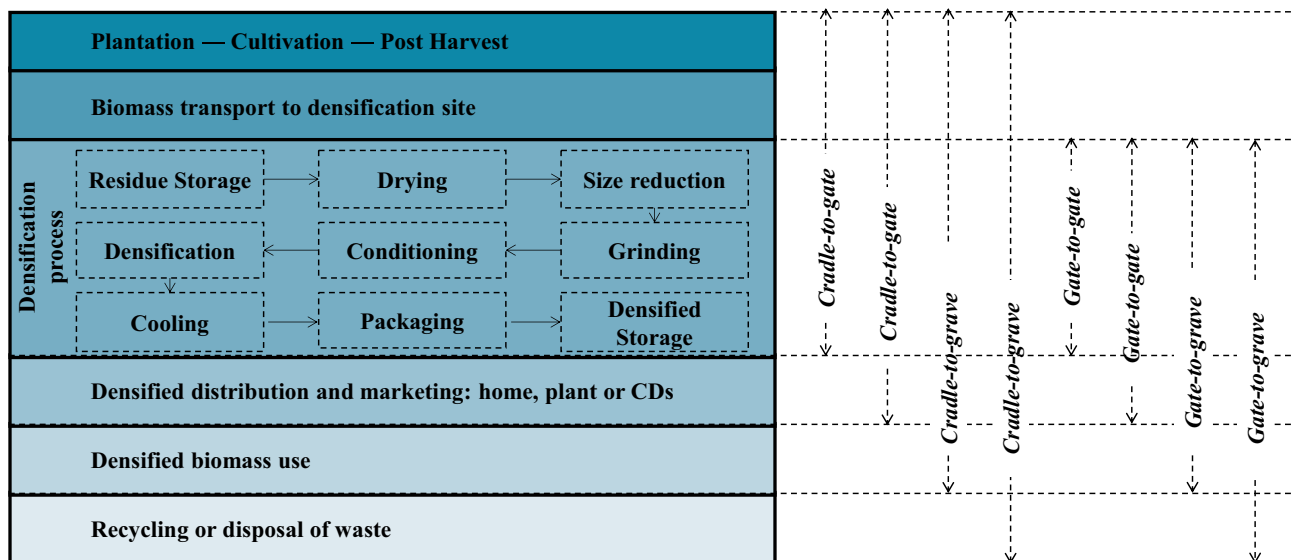 Plantation — Cultivation — Post Harvest
Biomass transport to densification site
Densification
process
Residue Storage
Drying
Size reduction
Densification
Conditioning
Grinding
Cooling
Packaging
Densified
Storage
Densified distribution and marketing: home, plant or CDs
Densified biomass use
Recycling or disposal of waste
Cradle-to-gate
Cradle-to-gate
Cradle-to-grave
Cradle-to-grave
Gate-to-gate
Gate-to-gate
Gate-to-grave
Gate-to-grave